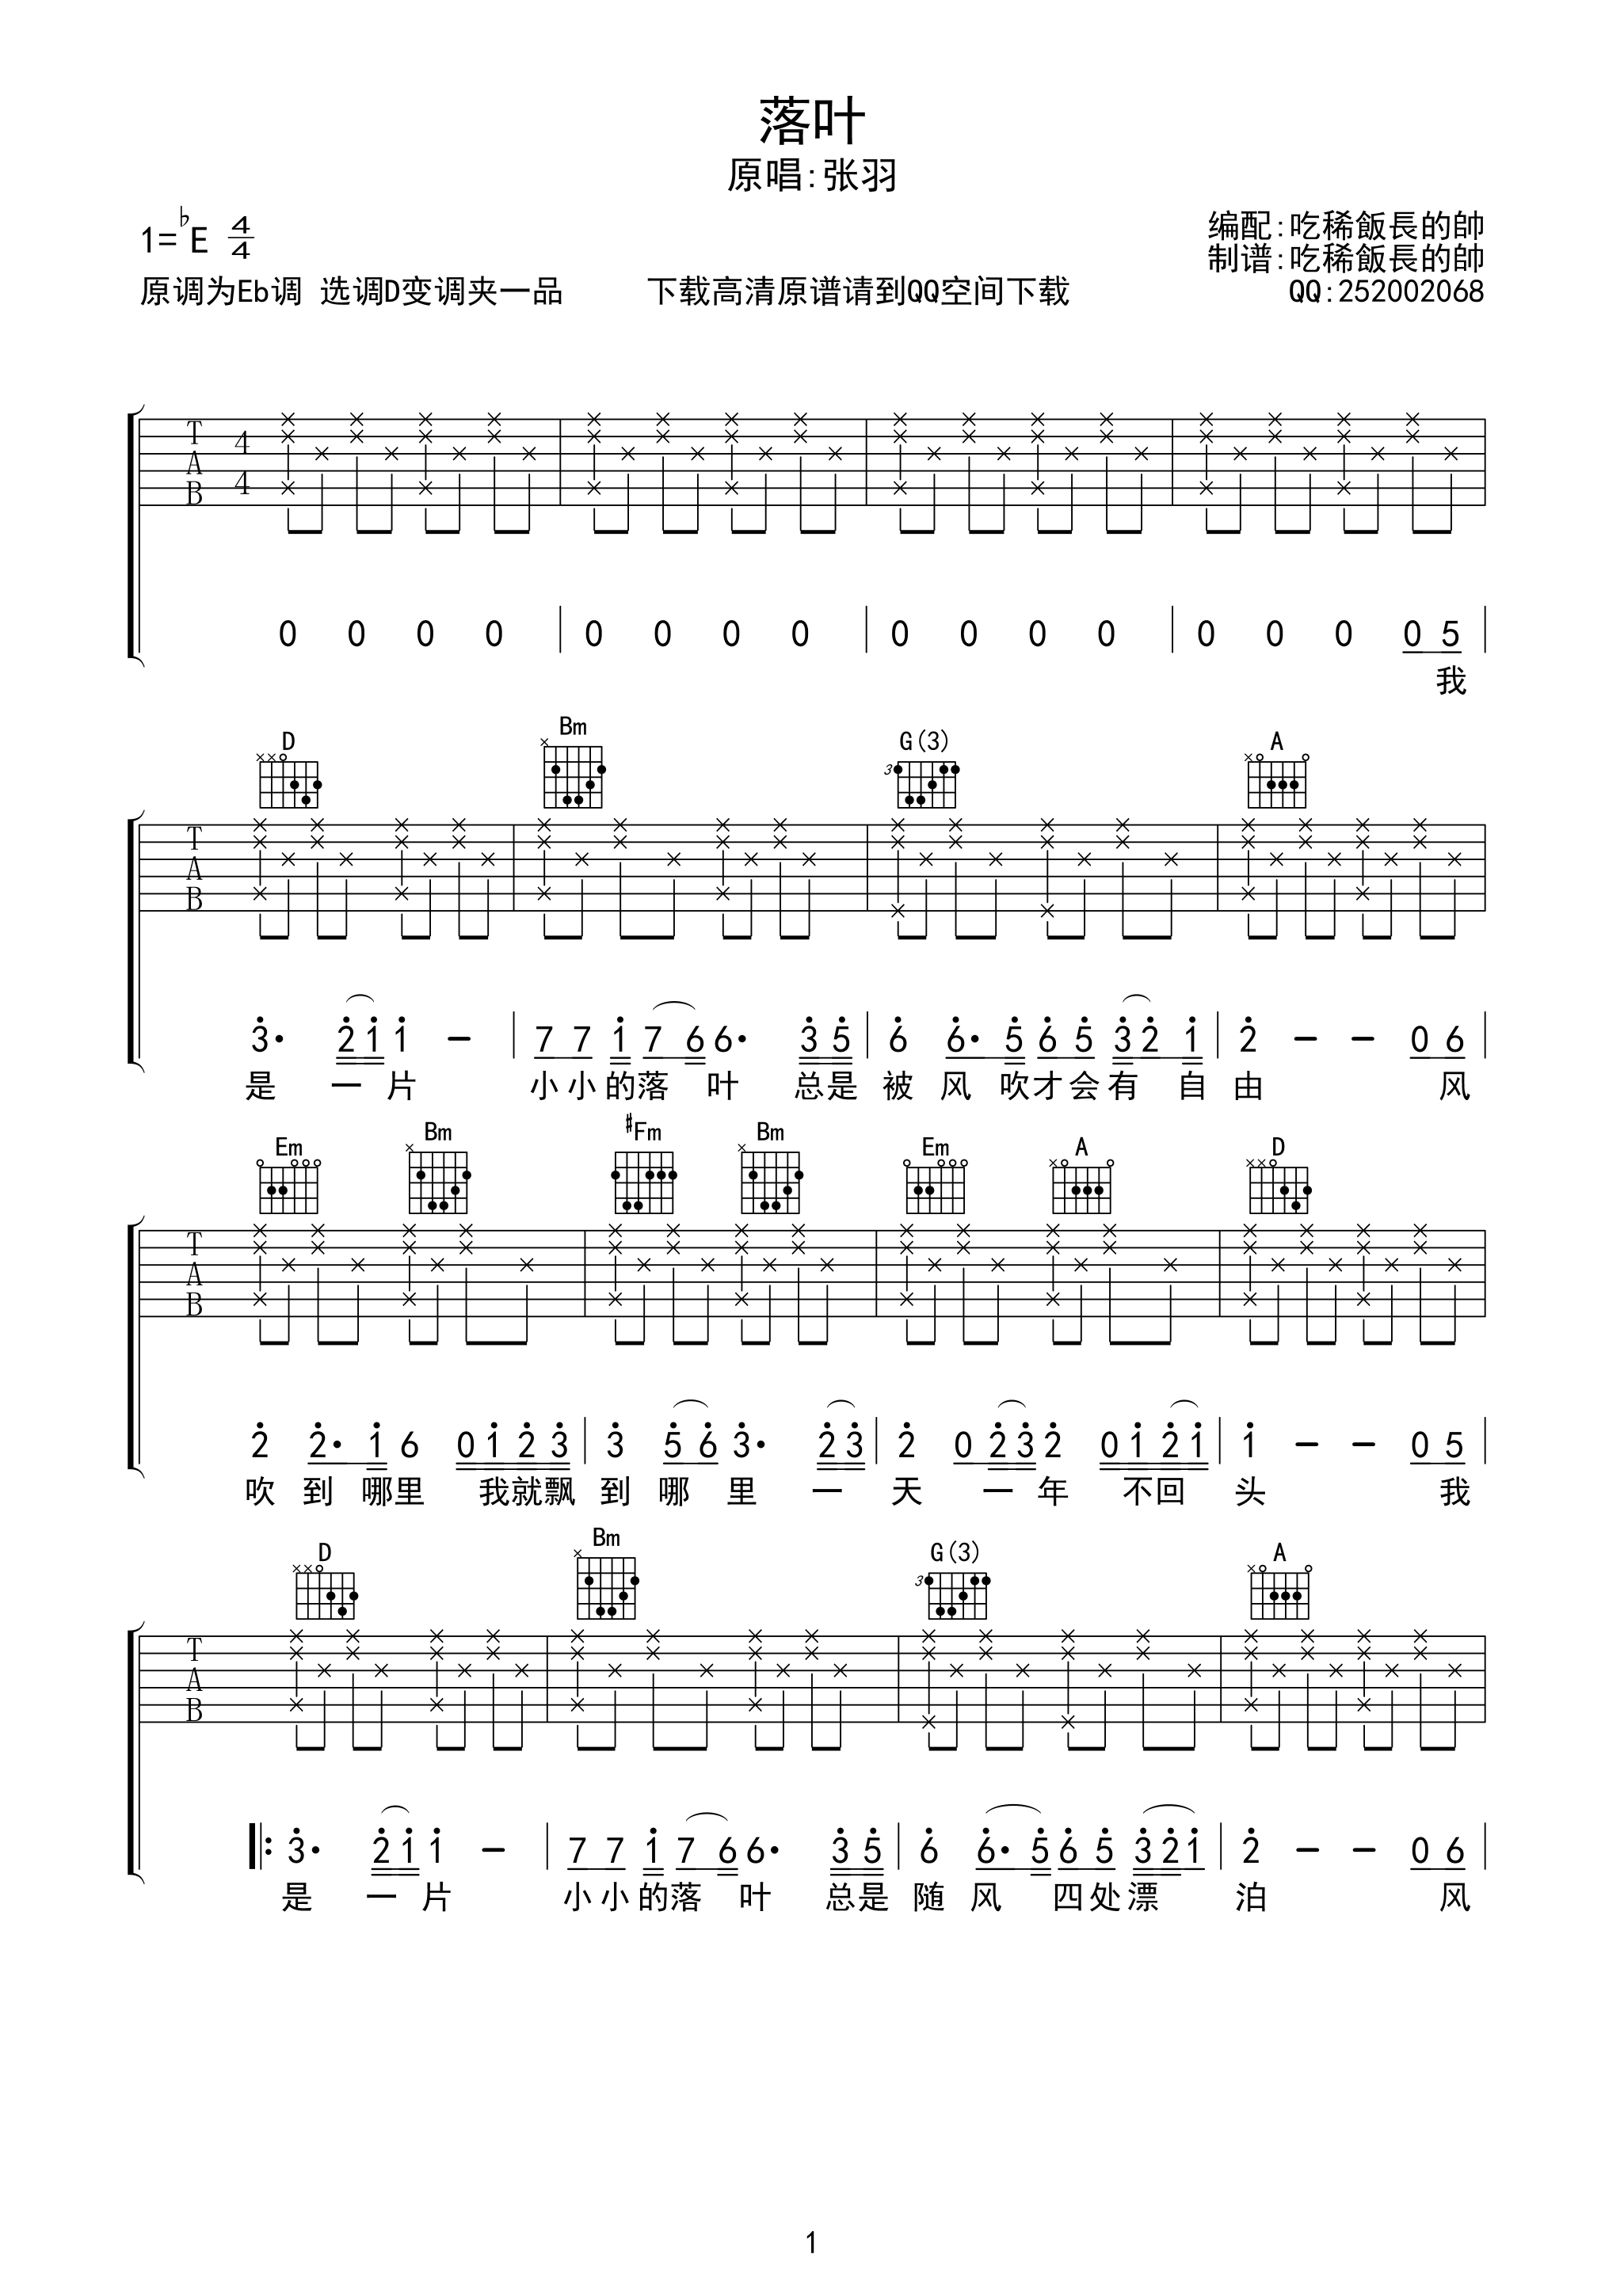 落叶
原唱:张羽
1=♭E 4/4
编配:吃稀飯長的帥
制谱:吃稀飯長的帥
原调为Eb调 选调D变调夹一品 下载高清原谱请到QQ空间下载 QQ:252002068
T A B 4 4
0 0 0 0 | 0 0 0 0 | 0 0 0 0 | 0 0 0 0 5 |
我
D Bm G(3) A
3
T A B
3· 2 1 1 - | 7 7 1 7 6 6· 3 5 | 6 6· 5 6 5 3 2 1 | 2 - - 0 6 |
是 一 片 小 小 的 落 叶 总 是 被 风 吹 才 会 有 自 由 风
Em Bm #Fm Bm Em A D
T A B
2 2· 1 6 0 1 2 3 | 3 5 6 3· 2 3 | 2 0 2 3 2 0 1 2 1 | 1 - - 0 5 |
吹 到 哪 里 我 就 飘 到 哪 里 一 天 一 年 不 回 头 我
D Bm G(3) A
3
T A B
3· 2 1 1 - | 7 7 1 7 6 6· 3 5 | 6 6· 5 6 5 3 2 1 | 2 - - 0 6 |
是 一 片 小 小 的 落 叶 总 是 随 风 四 处 漂 泊 风
1